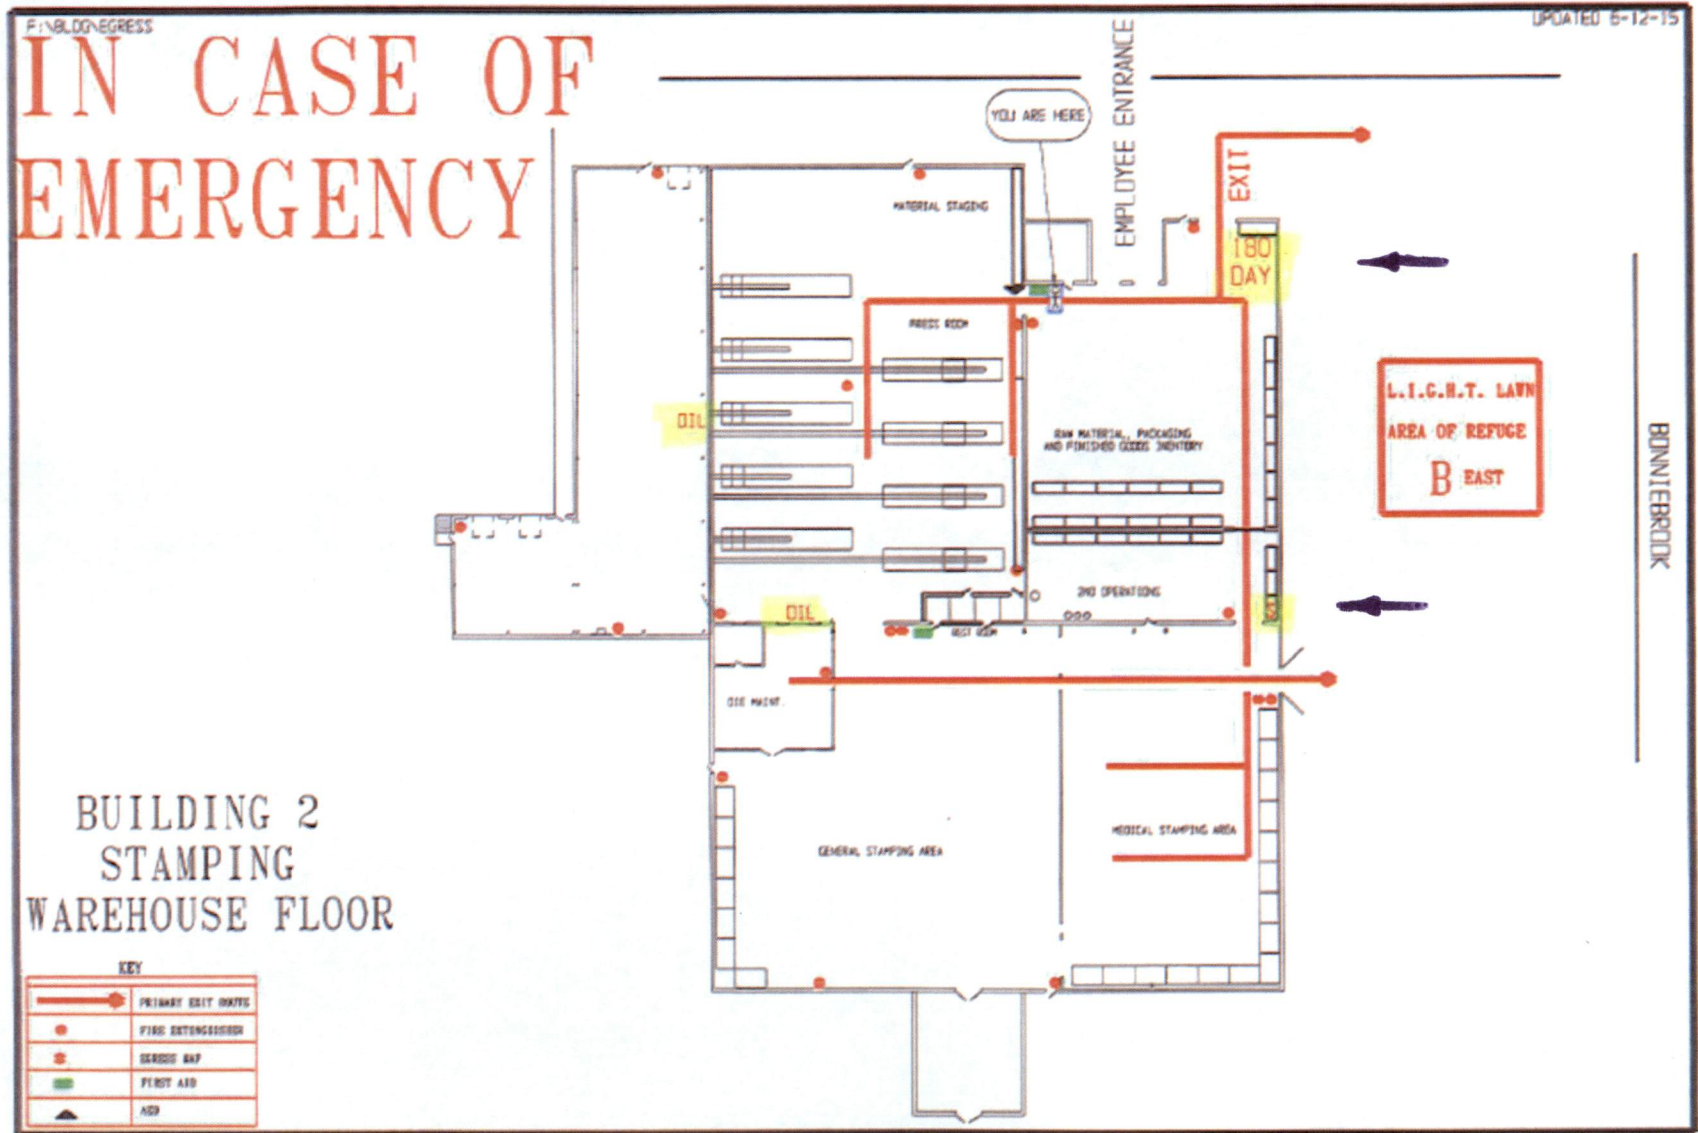 F:\BLDG\EGRESS
UPDATED 6-12-15
IN CASE OF
EMERGENCY
YOU ARE HERE
EMPLOYEE ENTRANCE
EXIT
MATERIAL STAGING
180
DAY
PRESS ROOM
OIL
RAW MATERIAL, PACKAGING
AND FINISHED GOODS INENTORY
L.I.G.H.T. LAWN
AREA OF REFUGE
B EAST
BONNIEBROOK
2ND OPERATIONS
OIL
REST ROOM
DIE MAINT.
BUILDING 2
STAMPING
WAREHOUSE FLOOR
GENERAL STAMPING AREA
MEDICAL STAMPING AREA
KEY
PRIMARY EXIT ROUTE
FIRE EXTINGUISHER
EGRESS MAP
FIRST AID
AED